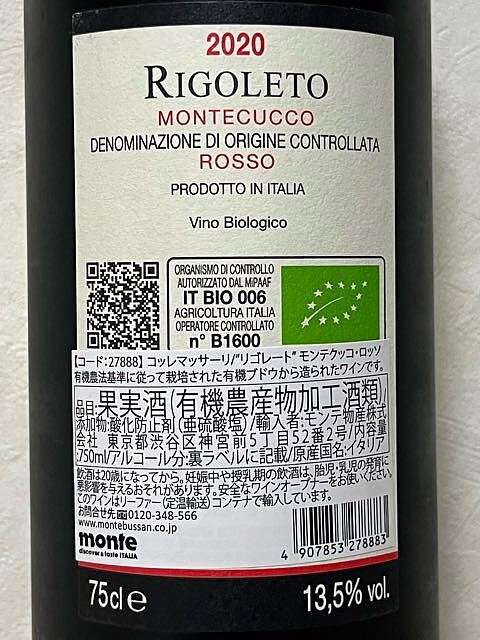 2020
RIGOLETO
MONTECUCCO
DENOMINAZIONE DI ORIGINE CONTROLLATA
ROSSO
PRODOTTO IN ITALIA
Vino Biologico
ORGANISMO DI CONTROLLO
AUTORIZZATO DAL MiPAAF
IT BIO 006
AGRICOLTURA ITALIA
OPERATORE CONTROLLATO
n° B1600
【コード:27888】 コッレマッサーリ/"リゴレート" モンテクッコ・ロッソ
有機農法基準に従って栽培された有機ブドウから造られたワインです。
品目:果実酒(有機農産物加工酒類)/
添加物:酸化防止剤(亜硫酸塩)/輸入者:モンテ物産株式
会社 東京都渋谷区神宮前5丁目52番2号/内容量
:750ml/アルコール分:裏ラベルに記載/原産国名:イタリア
飲酒は20歳になってから。妊娠中や授乳期の飲酒は、胎児・乳児の発育に
悪影響を与えるおそれがあります。安全なワインオープナーをお使いください。
このワインはリーファー(定温輸送)コンテナで輸入しています。
お問合せ先 0120-348-566
www.montebussan.co.jp
monte
discover & taste ITALIA
4 907853 278883
75cl e
13,5% vol.